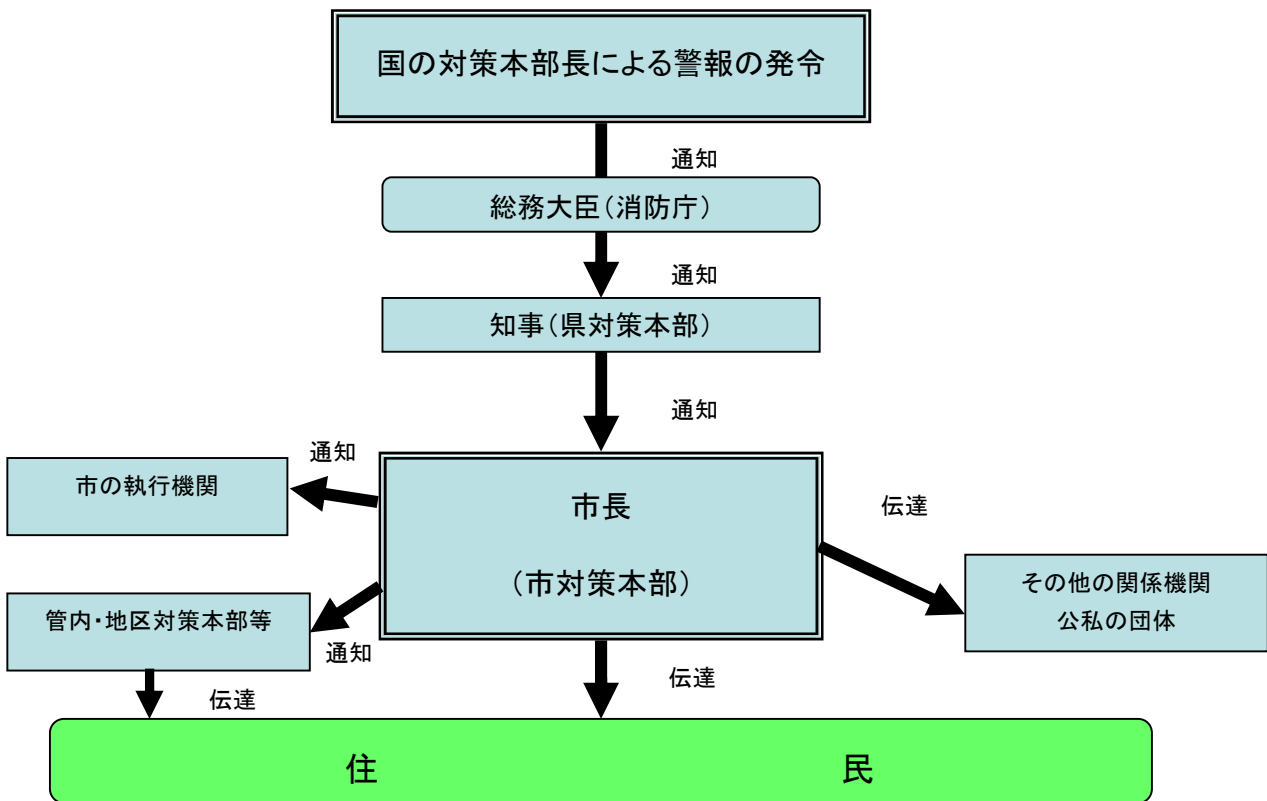 国の対策本部長による警報の発令
通知
総務大臣(消防庁)
通知
知事(県対策本部)
通知
通知
市の執行機関
市長
(市対策本部)
伝達
その他の関係機関
公私の団体
管内・地区対策本部等
通知
伝達
伝達
住 民